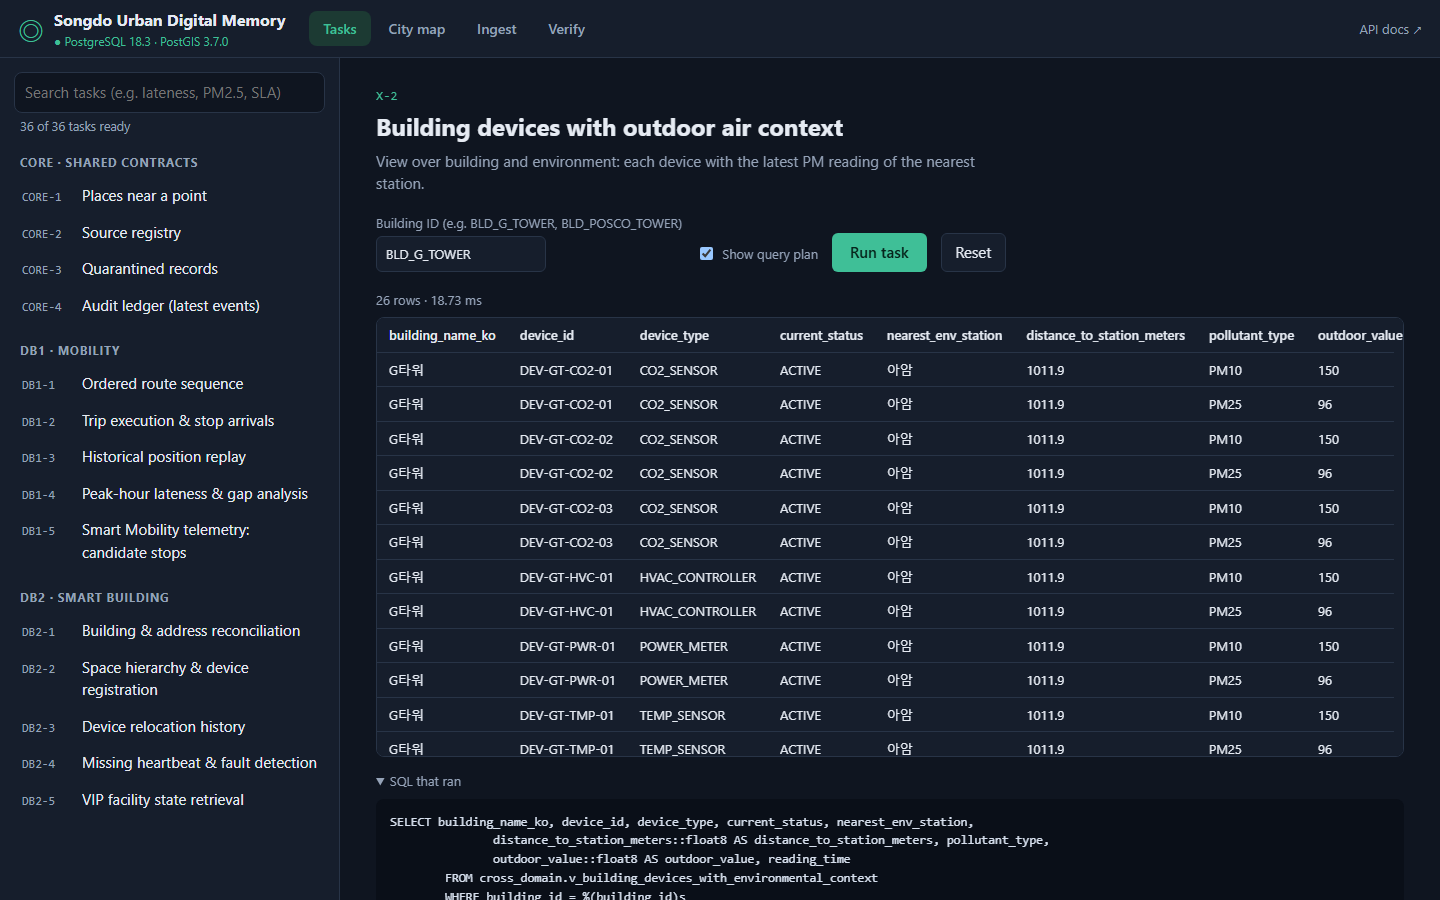 Songdo Urban Digital Memory
● PostgreSQL 18.3 · PostGIS 3.7.0
Tasks
City map
Ingest
Verify
API docs ↗
Search tasks (e.g. lateness, PM2.5, SLA)
36 of 36 tasks ready
CORE · SHARED CONTRACTS
CORE-1 Places near a point
CORE-2 Source registry
CORE-3 Quarantined records
CORE-4 Audit ledger (latest events)
DB1 · MOBILITY
DB1-1 Ordered route sequence
DB1-2 Trip execution & stop arrivals
DB1-3 Historical position replay
DB1-4 Peak-hour lateness & gap analysis
DB1-5 Smart Mobility telemetry:
candidate stops
DB2 · SMART BUILDING
DB2-1 Building & address reconciliation
DB2-2 Space hierarchy & device
registration
DB2-3 Device relocation history
DB2-4 Missing heartbeat & fault detection
DB2-5 VIP facility state retrieval
X-2
Building devices with outdoor air context
View over building and environment: each device with the latest PM reading of the nearest
station.
Building ID (e.g. BLD_G_TOWER, BLD_POSCO_TOWER)
BLD_G_TOWER
Show query plan
Run task
Reset
26 rows · 18.73 ms
building_name_ko device_id device_type current_status nearest_env_station distance_to_station_meters pollutant_type outdoor_value
G타워 DEV-GT-CO2-01 CO2_SENSOR ACTIVE 아암 1011.9 PM10 150
G타워 DEV-GT-CO2-01 CO2_SENSOR ACTIVE 아암 1011.9 PM25 96
G타워 DEV-GT-CO2-02 CO2_SENSOR ACTIVE 아암 1011.9 PM10 150
G타워 DEV-GT-CO2-02 CO2_SENSOR ACTIVE 아암 1011.9 PM25 96
G타워 DEV-GT-CO2-03 CO2_SENSOR ACTIVE 아암 1011.9 PM10 150
G타워 DEV-GT-CO2-03 CO2_SENSOR ACTIVE 아암 1011.9 PM25 96
G타워 DEV-GT-HVC-01 HVAC_CONTROLLER ACTIVE 아암 1011.9 PM10 150
G타워 DEV-GT-HVC-01 HVAC_CONTROLLER ACTIVE 아암 1011.9 PM25 96
G타워 DEV-GT-PWR-01 POWER_METER ACTIVE 아암 1011.9 PM10 150
G타워 DEV-GT-PWR-01 POWER_METER ACTIVE 아암 1011.9 PM25 96
G타워 DEV-GT-TMP-01 TEMP_SENSOR ACTIVE 아암 1011.9 PM10 150
G타워 DEV-GT-TMP-01 TEMP_SENSOR ACTIVE 아암 1011.9 PM25 96
▼ SQL that ran
SELECT building_name_ko, device_id, device_type, current_status, nearest_env_station,
distance_to_station_meters::float8 AS distance_to_station_meters, pollutant_type,
outdoor_value::float8 AS outdoor_value, reading_time
FROM cross_domain.v_building_devices_with_environmental_context
WHERE building_id = %(building_id)s